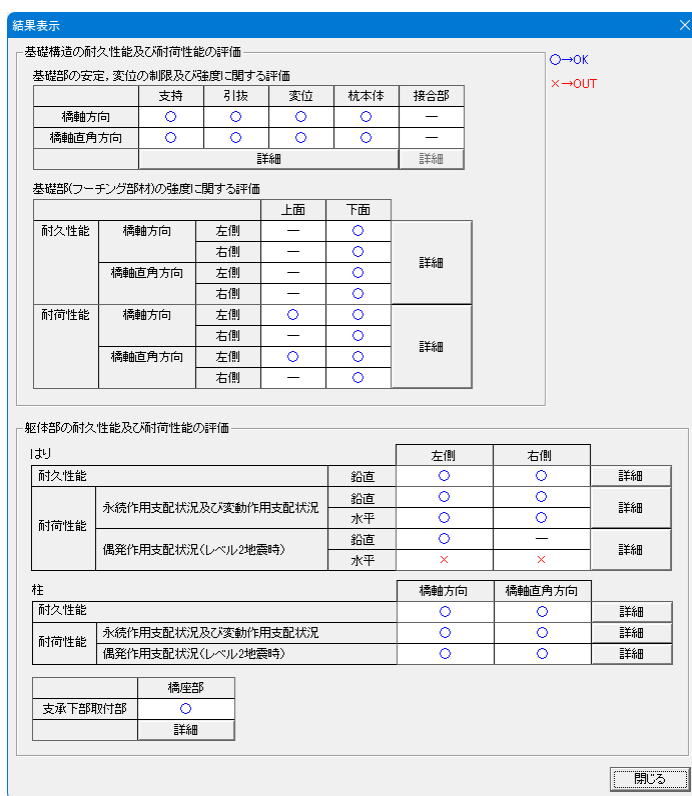 結果表示
基礎構造の耐久性能及び耐荷性能の評価
○→OK
×→OUT
基礎部の安定,変位の制限及び強度に関する評価
支持 引抜 変位 杭本体 接合部
橋軸方向 ○ ○ ○ ○ ―
橋軸直角方向 ○ ○ ○ ○ ―
詳細 詳細
基礎部(フーチング部材)の強度に関する評価
上面 下面
耐久性能 橋軸方向 左側 ― ○
右側 ― ○
詳細
橋軸直角方向 左側 ― ○
右側 ― ○
耐荷性能 橋軸方向 左側 ○ ○
右側 ― ○
詳細
橋軸直角方向 左側 ○ ○
右側 ― ○
躯体部の耐久性能及び耐荷性能の評価
はり 左側 右側
耐久性能 鉛直 ○ ○ 詳細
耐荷性能 永続作用支配状況及び変動作用支配状況 鉛直 ○ ○ 詳細
水平 ○ ○
偶発作用支配状況(レベル2地震時) 鉛直 ○ ― 詳細
水平 × ×
柱 橋軸方向 橋軸直角方向
耐久性能 ○ ○ 詳細
耐荷性能 永続作用支配状況及び変動作用支配状況 ○ ○ 詳細
偶発作用支配状況(レベル2地震時) ○ ○ 詳細
橋座部
支承下部取付部 ○
詳細
閉じる